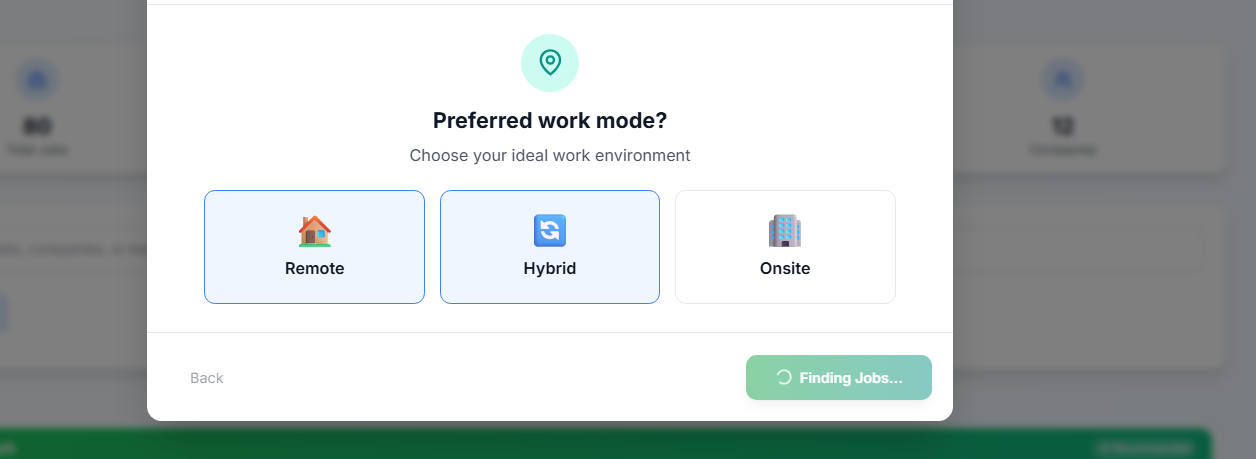 Preferred work mode?
Choose your ideal work environment
Remote
Hybrid
Onsite
Back
Finding Jobs...
80
12
Total Jobs
Companies